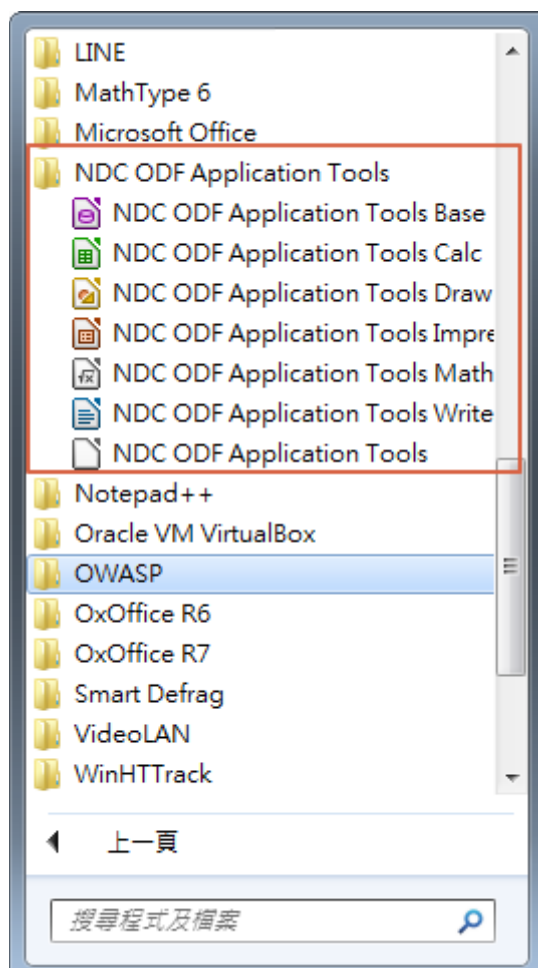 LINE
MathType 6
Microsoft Office
NDC ODF Application Tools
NDC ODF Application Tools Base
NDC ODF Application Tools Calc
NDC ODF Application Tools Draw
NDC ODF Application Tools Impre
NDC ODF Application Tools Math
NDC ODF Application Tools Write
NDC ODF Application Tools
Notepad++
Oracle VM VirtualBox
OWASP
OxOffice R6
OxOffice R7
Smart Defrag
VideoLAN
WinHTTrack
上一頁
搜尋程式及檔案